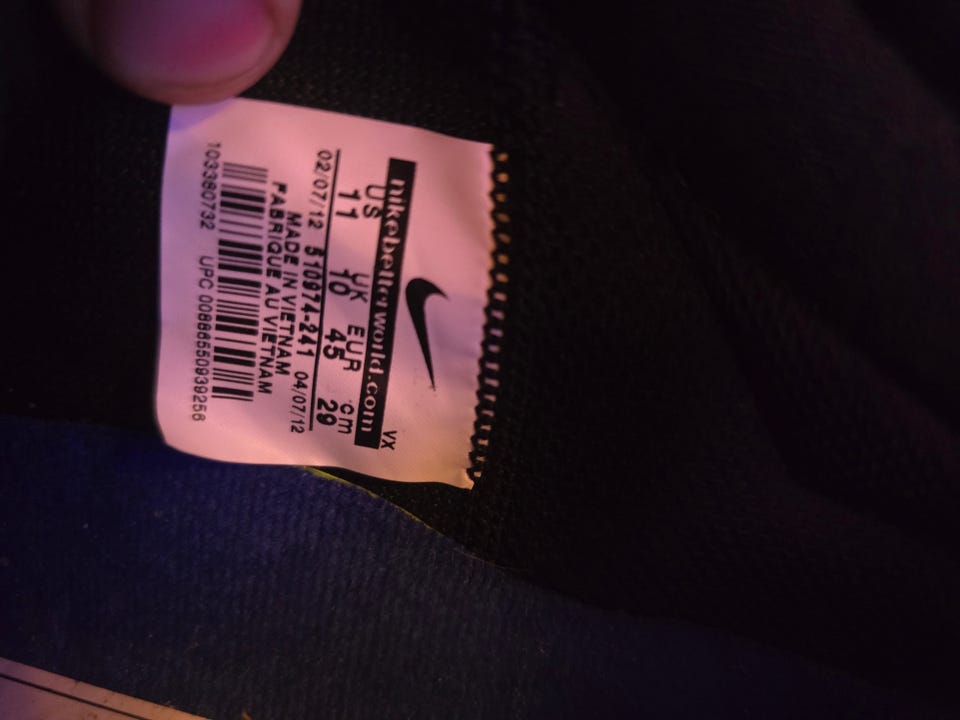 VX
nikebetterworld.com
US UK EUR cm
11 10 45 29
02/07/12 510974-241 04/07/12
MADE IN VIETNAM
FABRIQUE AU VIETNAM
103380732 UPC 00886550939256